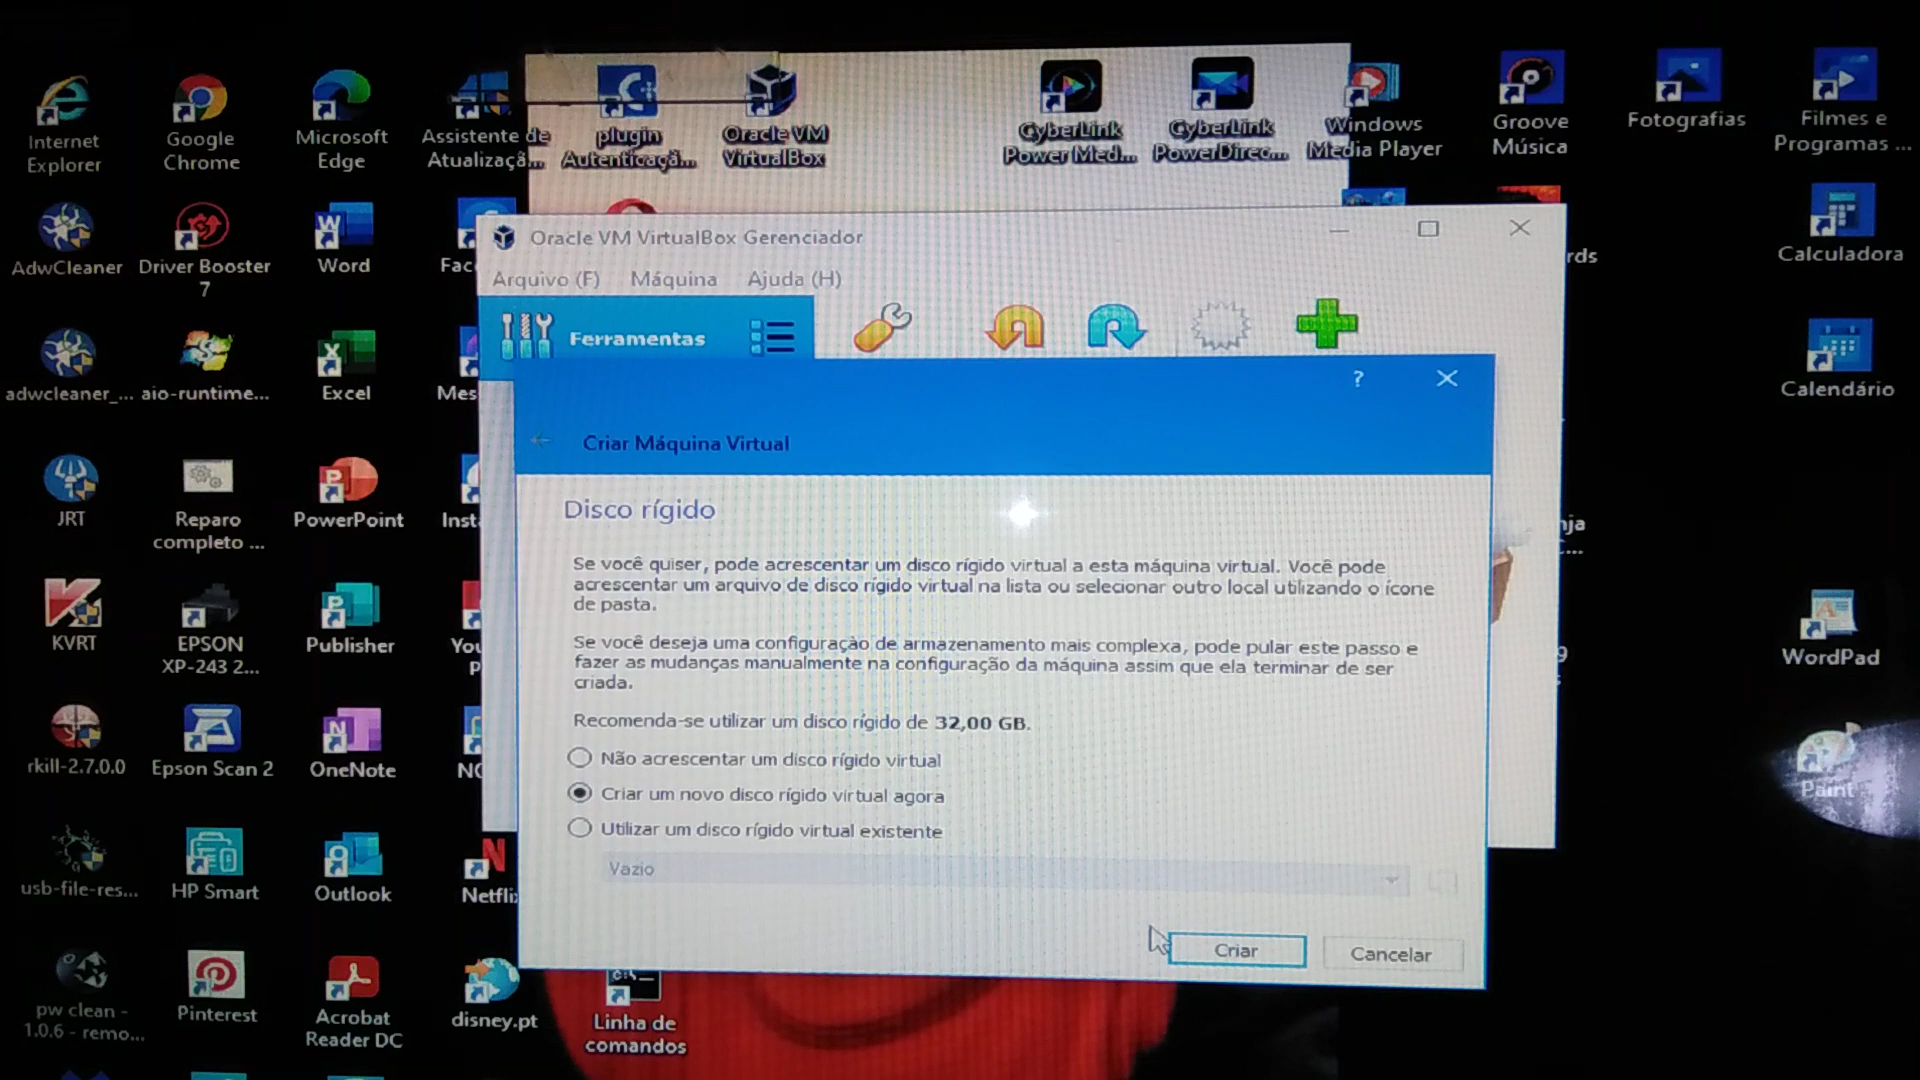 Internet
Explorer
Google
Chrome
Microsoft
Edge
Assistente de
Atualizaçã...
plugin
Autenticaçã...
Oracle VM
VirtualBox
CyberLink
Power Med...
CyberLink
PowerDirec...
Windows
Media Player
Groove
Música
Fotografias
Filmes e
Programas ...
AdwCleaner
Driver Booster
7
Word
Fac
rds
Calculadora
adwcleaner_...
aio-runtime...
Excel
Mes
Calendário
JRT
Reparo
completo ...
PowerPoint
Inst
nja
KVRT
EPSON
XP-243 2...
Publisher
You
p
9
WordPad
rkill-2.7.0.0
Epson Scan 2
OneNote
Paint
usb-file-res...
HP Smart
Outlook
Netflix
pw clean -
1.0.6 - remo...
Pinterest
Acrobat
Reader DC
disney.pt
Linha de
comandos
Oracle VM VirtualBox Gerenciador
Arquivo (F) Máquina Ajuda (H)
Ferramentas
?
Criar Máquina Virtual
Disco rígido
Se você quiser, pode acrescentar um disco rígido virtual a esta máquina virtual. Você pode
acrescentar um arquivo de disco rígido virtual na lista ou selecionar outro local utilizando o ícone
de pasta.
Se você deseja uma configuração de armazenamento mais complexa, pode pular este passo e
fazer as mudanças manualmente na configuração da máquina assim que ela terminar de ser
criada.
Recomenda-se utilizar um disco rígido de 32,00 GB.
Não acrescentar um disco rígido virtual
Criar um novo disco rígido virtual agora
Utilizar um disco rígido virtual existente
Vazio
Criar Cancelar